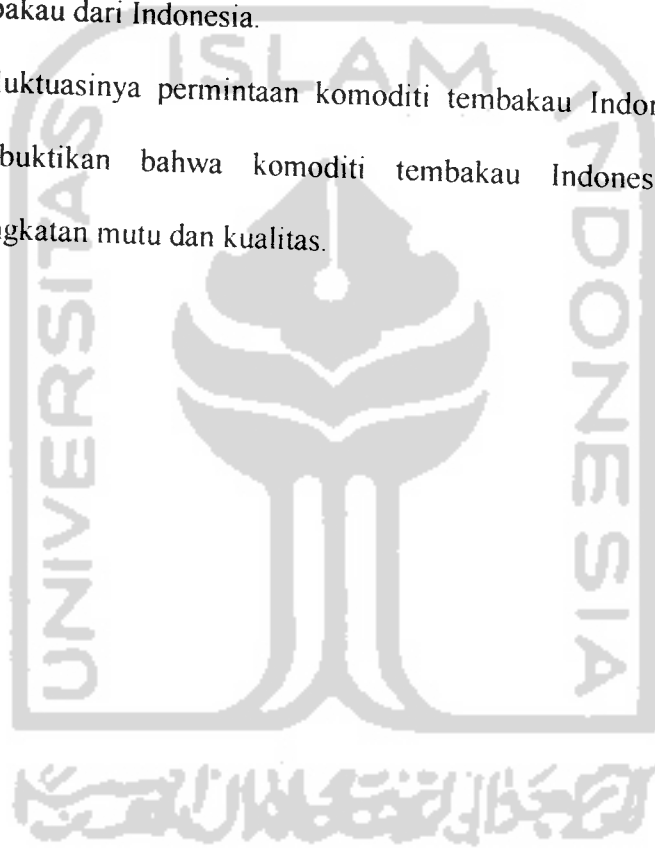 bakau dari Indonesia.
luktuasinya permintaan komoditi tembakau Indon
buktikan bahwa komoditi tembakau Indones
gkatan mutu dan kualitas.
ISLAM
UNIVERSITAS
INDONESIA